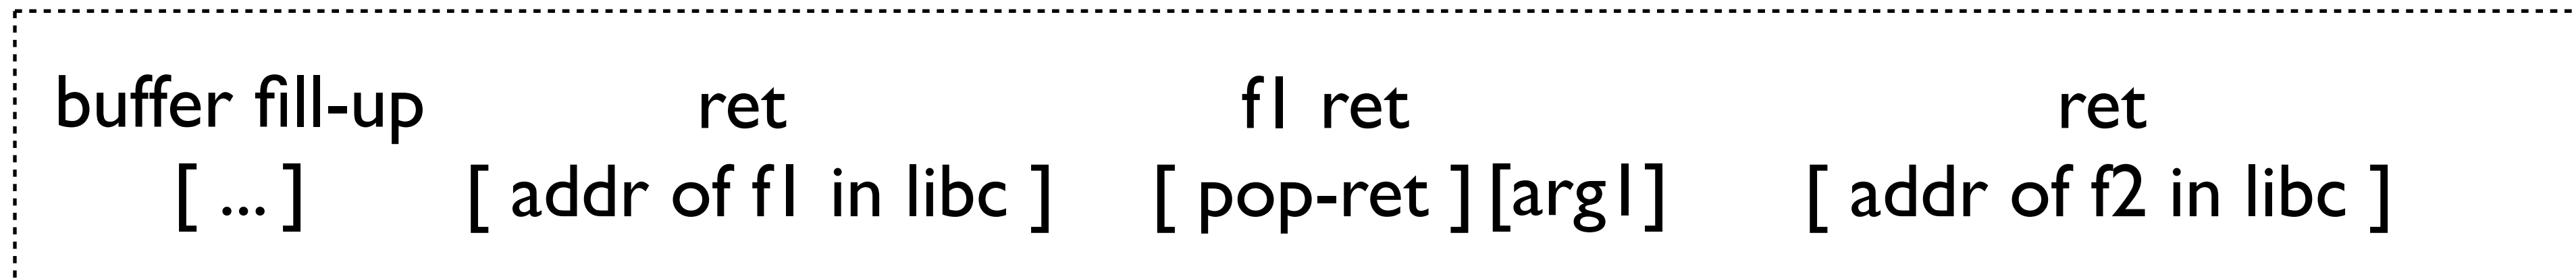 buffer fill-up ret f1 ret ret
[ ... ] [ addr of f1 in libc ] [ pop-ret ] [arg1] [ addr of f2 in libc ]